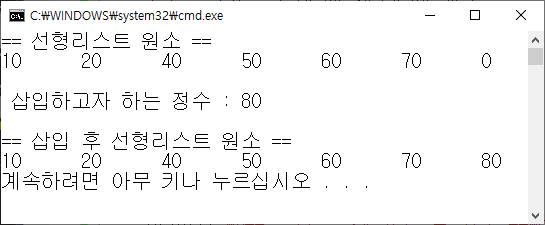 C:₩WINDOWS₩system32₩cmd.exe
== 선형리스트 원소 ==
10 20 40 50 60 70 0
삽입하고자 하는 정수 : 80
== 삽입 후 선형리스트 원소 ==
10 20 40 50 60 70 80
계속하려면 아무 키나 누르십시오 . . .